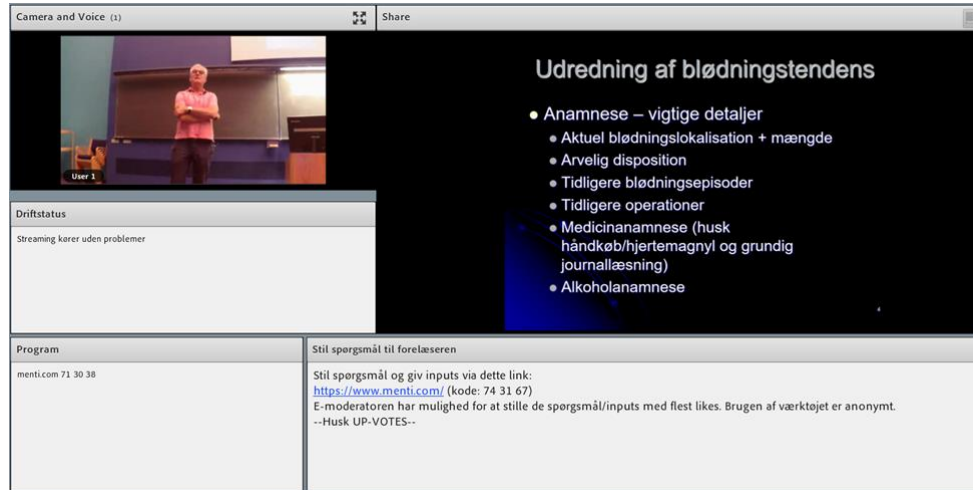 Camera and Voice (1)
User 1
Driftstatus
Streaming kører uden problemer
Share
Udredning af blødningstendens
Anamnese – vigtige detaljer
Aktuel blødningslokalisation + mængde
Arvelig disposition
Tidligere blødningsepisoder
Tidligere operationer
Medicinanamnese (husk
håndkøb/hjertemagnyl og grundig
journallæsning)
Alkoholanamnese
Program
menti.com 71 30 38
Stil spørgsmål til forelæseren
Stil spørgsmål og giv inputs via dette link:
https://www.menti.com/ (kode: 74 31 67)
E-moderatoren har mulighed for at stille de spørgsmål/inputs med flest likes. Brugen af værktøjet er anonymt.
--Husk UP-VOTES--